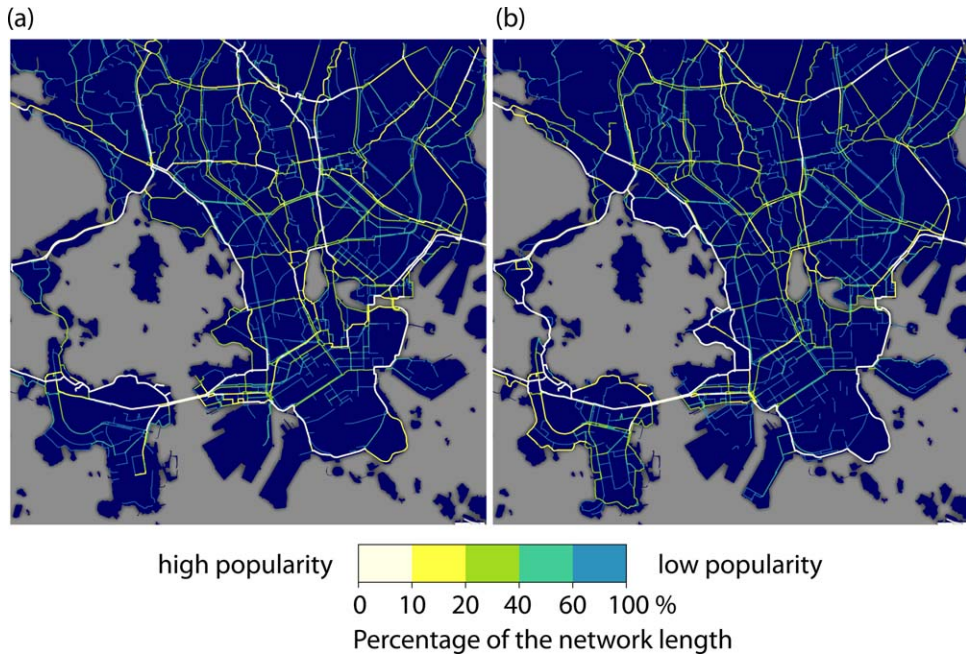 (a)
(b)
high popularity
low popularity
0 10 20 40 60 100 %
Percentage of the network length